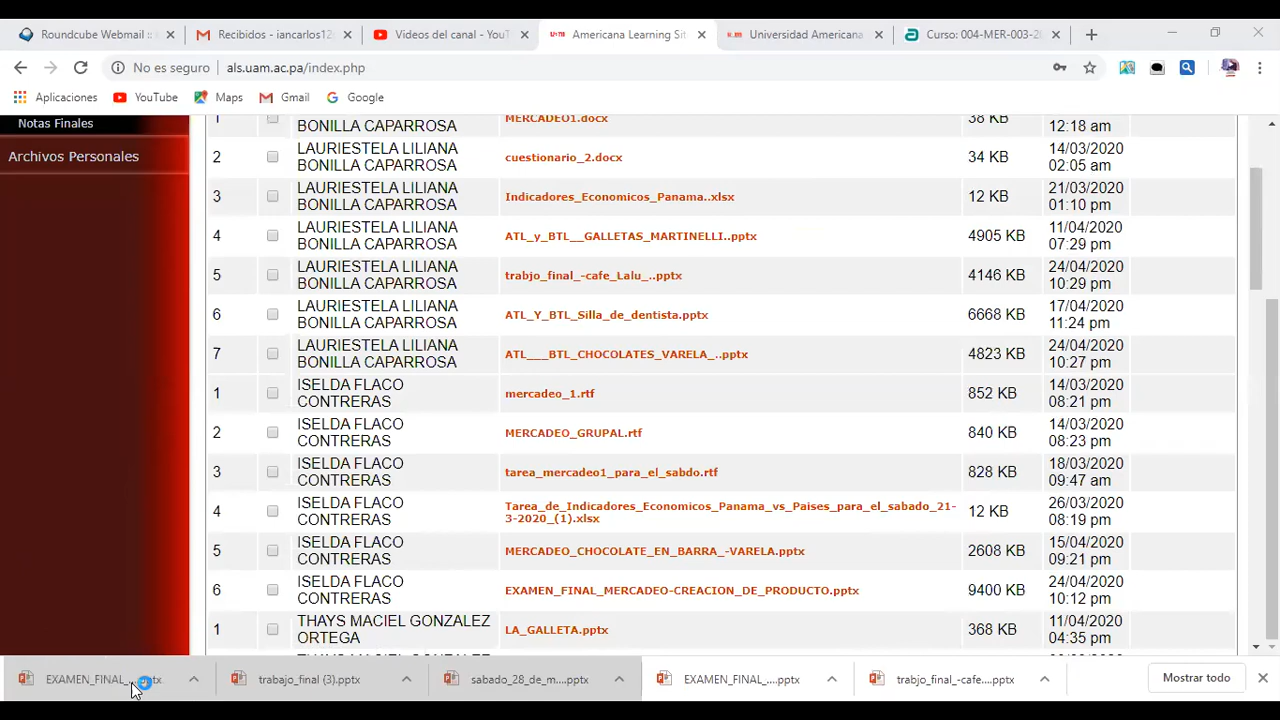 Roundcube Webmail :: Recibidos - iancarlos12 Videos del canal - YouT Americana Learning Sit Universidad Americana Curso: 004-MER-003-2
No es seguro als.uam.ac.pa/index.php
Aplicaciones YouTube Maps Gmail Google
Notas Finales
Archivos Personales
1 BONILLA CAPARROSA MERCADEO1.docx 38 KB 12:18 am
2 LAURIESTELA LILIANA BONILLA CAPARROSA cuestionario_2.docx 34 KB 14/03/2020 02:05 am
3 LAURIESTELA LILIANA BONILLA CAPARROSA Indicadores_Economicos_Panama..xlsx 12 KB 21/03/2020 01:10 pm
4 LAURIESTELA LILIANA BONILLA CAPARROSA ATL_y_BTL__GALLETAS_MARTINELLI..pptx 4905 KB 11/04/2020 07:29 pm
5 LAURIESTELA LILIANA BONILLA CAPARROSA trabjo_final_-cafe_Lalu_..pptx 4146 KB 24/04/2020 10:29 pm
6 LAURIESTELA LILIANA BONILLA CAPARROSA ATL_Y_BTL_Silla_de_dentista.pptx 6668 KB 17/04/2020 11:24 pm
7 LAURIESTELA LILIANA BONILLA CAPARROSA ATL___BTL_CHOCOLATES_VARELA_..pptx 4823 KB 24/04/2020 10:27 pm
1 ISELDA FLACO CONTRERAS mercadeo_1.rtf 852 KB 14/03/2020 08:21 pm
2 ISELDA FLACO CONTRERAS MERCADEO_GRUPAL.rtf 840 KB 14/03/2020 08:23 pm
3 ISELDA FLACO CONTRERAS tarea_mercadeo1_para_el_sabdo.rtf 828 KB 18/03/2020 09:47 am
4 ISELDA FLACO CONTRERAS Tarea_de_Indicadores_Economicos_Panama_vs_Paises_para_el_sabado_21-3-2020_(1).xlsx 12 KB 26/03/2020 08:19 pm
5 ISELDA FLACO CONTRERAS MERCADEO_CHOCOLATE_EN_BARRA_-VARELA.pptx 2608 KB 15/04/2020 09:21 pm
6 ISELDA FLACO CONTRERAS EXAMEN_FINAL_MERCADEO-CREACION_DE_PRODUCTO.pptx 9400 KB 24/04/2020 10:12 pm
1 THAYS MACIEL GONZALEZ ORTEGA LA_GALLETA.pptx 368 KB 11/04/2020 04:35 pm
EXAMEN_FINAL_....pptx trabajo_final (3).pptx sabado_28_de_m....pptx EXAMEN_FINAL_....pptx trabjo_final_-cafe....pptx Mostrar todo